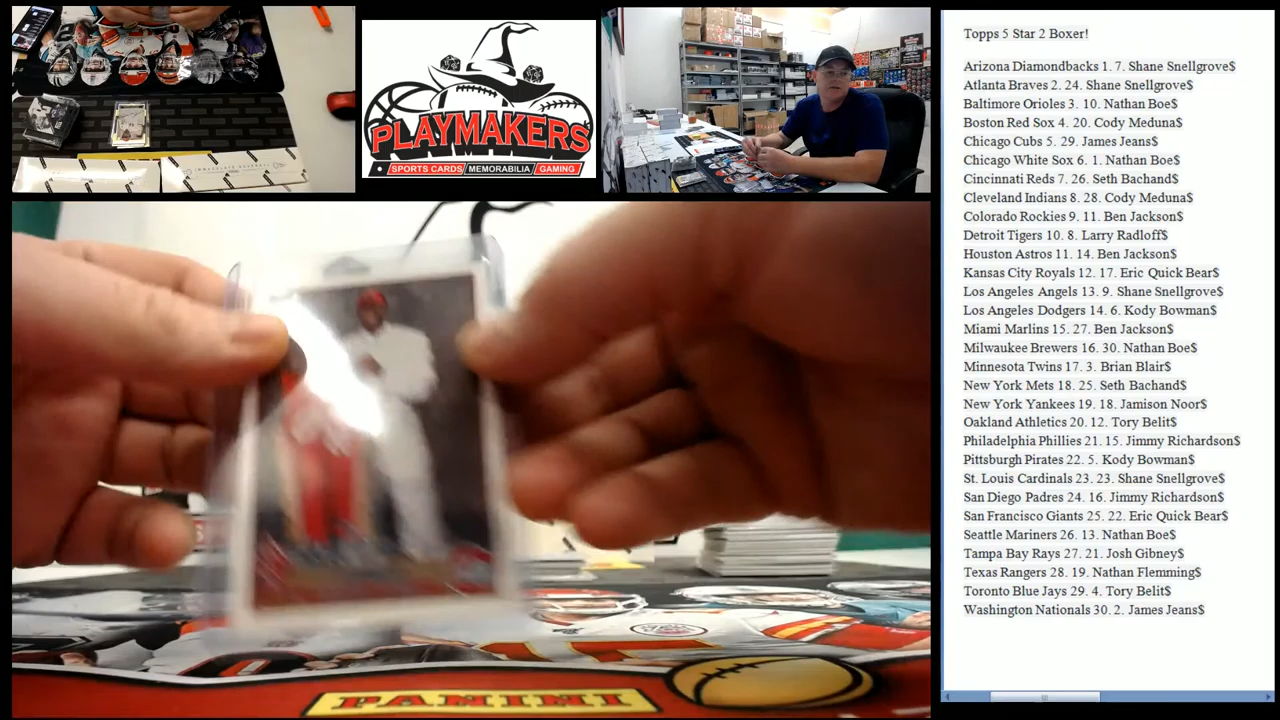 PLAYMAKERS
SPORTS CARDS MEMORABILIA GAMING
Topps 5 Star 2 Boxer!
Arizona Diamondbacks 1. 7. Shane Snellgrove$
Atlanta Braves 2. 24. Shane Snellgrove$
Baltimore Orioles 3. 10. Nathan Boe$
Boston Red Sox 4. 20. Cody Meduna$
Chicago Cubs 5. 29. James Jeans$
Chicago White Sox 6. 1. Nathan Boe$
Cincinnati Reds 7. 26. Seth Bachand$
Cleveland Indians 8. 28. Cody Meduna$
Colorado Rockies 9. 11. Ben Jackson$
Detroit Tigers 10. 8. Larry Radloff$
Houston Astros 11. 14. Ben Jackson$
Kansas City Royals 12. 17. Eric Quick Bear$
Los Angeles Angels 13. 9. Shane Snellgrove$
Los Angeles Dodgers 14. 6. Kody Bowman$
Miami Marlins 15. 27. Ben Jackson$
Milwaukee Brewers 16. 30. Nathan Boe$
Minnesota Twins 17. 3. Brian Blair$
New York Mets 18. 25. Seth Bachand$
New York Yankees 19. 18. Jamison Noor$
Oakland Athletics 20. 12. Tory Belit$
Philadelphia Phillies 21. 15. Jimmy Richardson$
Pittsburgh Pirates 22. 5. Kody Bowman$
St. Louis Cardinals 23. 23. Shane Snellgrove$
San Diego Padres 24. 16. Jimmy Richardson$
San Francisco Giants 25. 22. Eric Quick Bear$
Seattle Mariners 26. 13. Nathan Boe$
Tampa Bay Rays 27. 21. Josh Gibney$
Texas Rangers 28. 19. Nathan Flemming$
Toronto Blue Jays 29. 4. Tory Belit$
Washington Nationals 30. 2. James Jeans$
PANINI